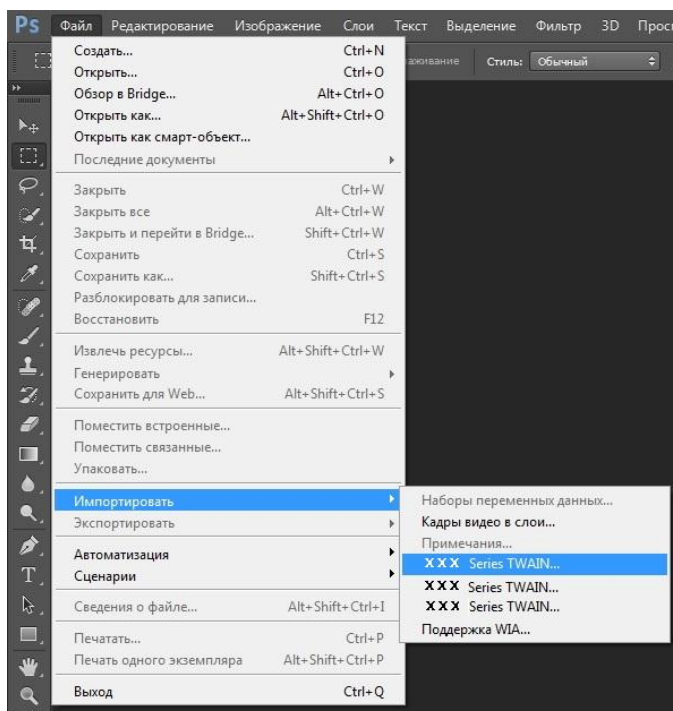 Ps Файл Редактирование Изображение Слои Текст Выделение Фильтр 3D
Стиль: Обычный
Создать... Ctrl+N
Открыть... Ctrl+O
Обзор в Bridge... Alt+Ctrl+O
Открыть как... Alt+Shift+Ctrl+O
Открыть как смарт-объект...
Последние документы
Закрыть Ctrl+W
Закрыть все Alt+Ctrl+W
Закрыть и перейти в Bridge... Shift+Ctrl+W
Сохранить Ctrl+S
Сохранить как... Shift+Ctrl+S
Разблокировать для записи...
Восстановить F12
Извлечь ресурсы... Alt+Shift+Ctrl+W
Генерировать
Сохранить для Web... Alt+Shift+Ctrl+S
Поместить встроенные...
Поместить связанные...
Упаковать...
Импортировать
Экспортировать
Автоматизация
Сценарии
Сведения о файле... Alt+Shift+Ctrl+I
Печатать... Ctrl+P
Печать одного экземпляра Alt+Shift+Ctrl+P
Выход Ctrl+Q
Наборы переменных данных...
Кадры видео в слои...
Примечания...
XXX Series TWAIN...
XXX Series TWAIN...
XXX Series TWAIN...
Поддержка WIA...